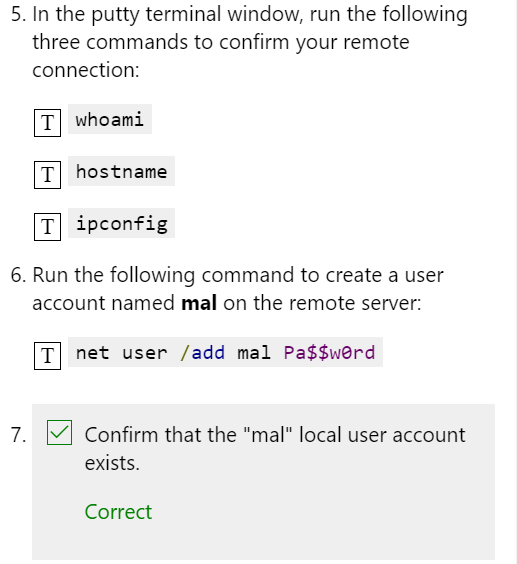 5. In the putty terminal window, run the following
three commands to confirm your remote
connection:
T whoami
T hostname
T ipconfig
6. Run the following command to create a user
account named mal on the remote server:
T net user /add mal Pa$$w0rd
7. Confirm that the "mal" local user account
exists.
Correct